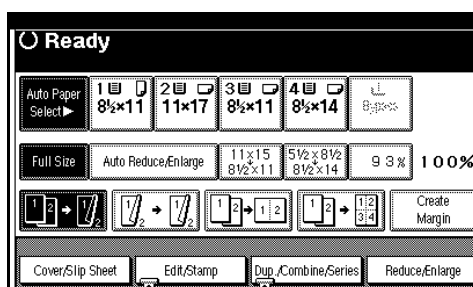 Ready
Auto Paper Select▶
1 2 3 4
8½×11 11×17 8½×11 8½×14
Full Size Auto Reduce/Enlarge 11×15 8½×11 5½×8½ 8½×14 93% 100%
1 2 → 1 2 1 2 → 1 2 1 2 → 1 2 3 4 Create Margin
Cover/Slip Sheet Edit/Stamp Dup./Combine/Series Reduce/Enlarge